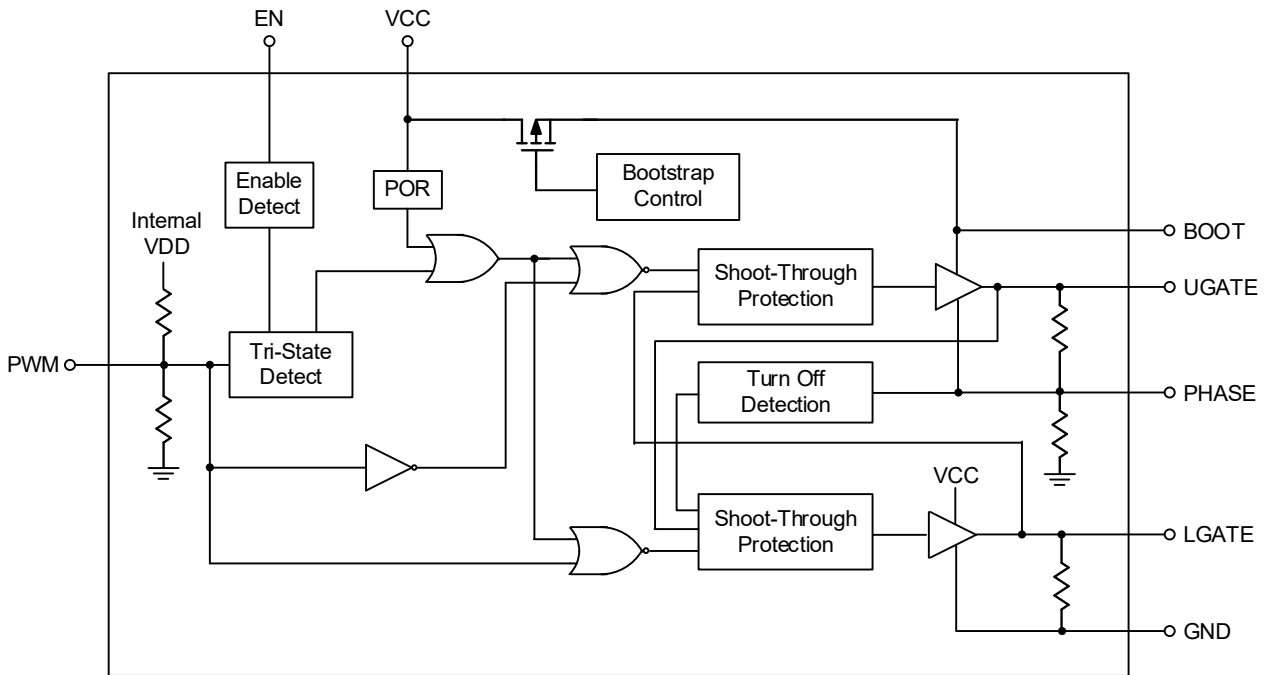 EN
VCC
Enable
Detect
POR
Bootstrap
Control
Internal
VDD
BOOT
Shoot-Through
Protection
UGATE
PWM
Tri-State
Detect
Turn Off
Detection
PHASE
VCC
Shoot-Through
Protection
LGATE
GND